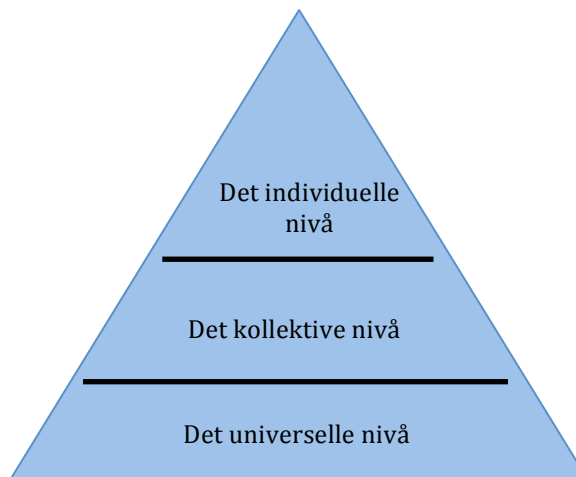 Det individuelle
nivå
Det kollektive nivå
Det universelle nivå